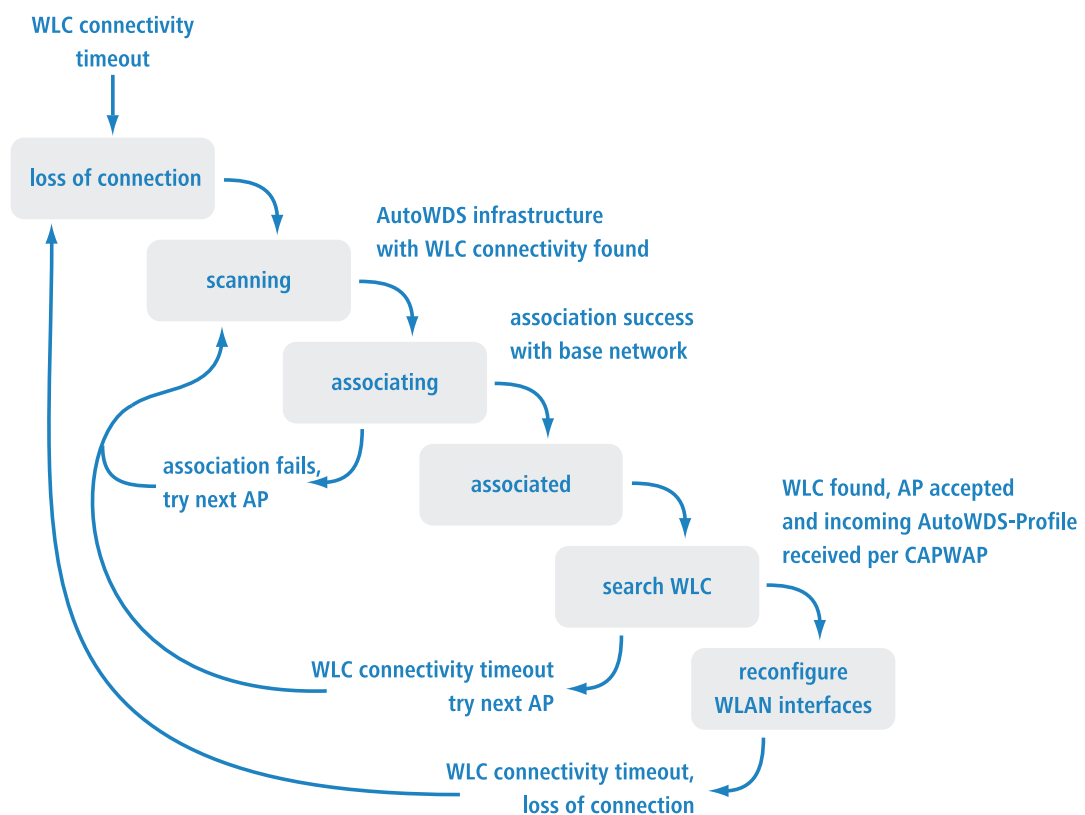 WLC connectivity
timeout
loss of connection
AutoWDS infrastructure
with WLC connectivity found
scanning
association success
with base network
associating
association fails,
try next AP
associated
WLC found, AP accepted
and incoming AutoWDS-Profile
received per CAPWAP
search WLC
WLC connectivity timeout
try next AP
reconfigure
WLAN interfaces
WLC connectivity timeout,
loss of connection